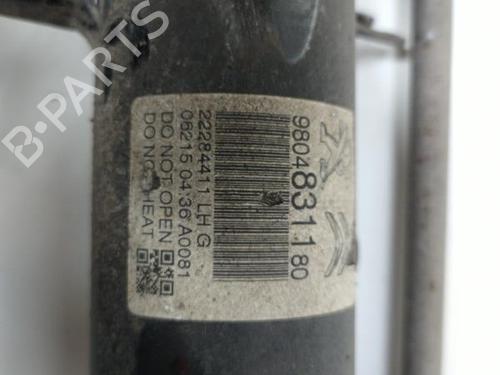 B-PARTS
9804831180
22284411 LH G
06215 04:36 A0081
DO NOT OPEN
DO NOT HEAT